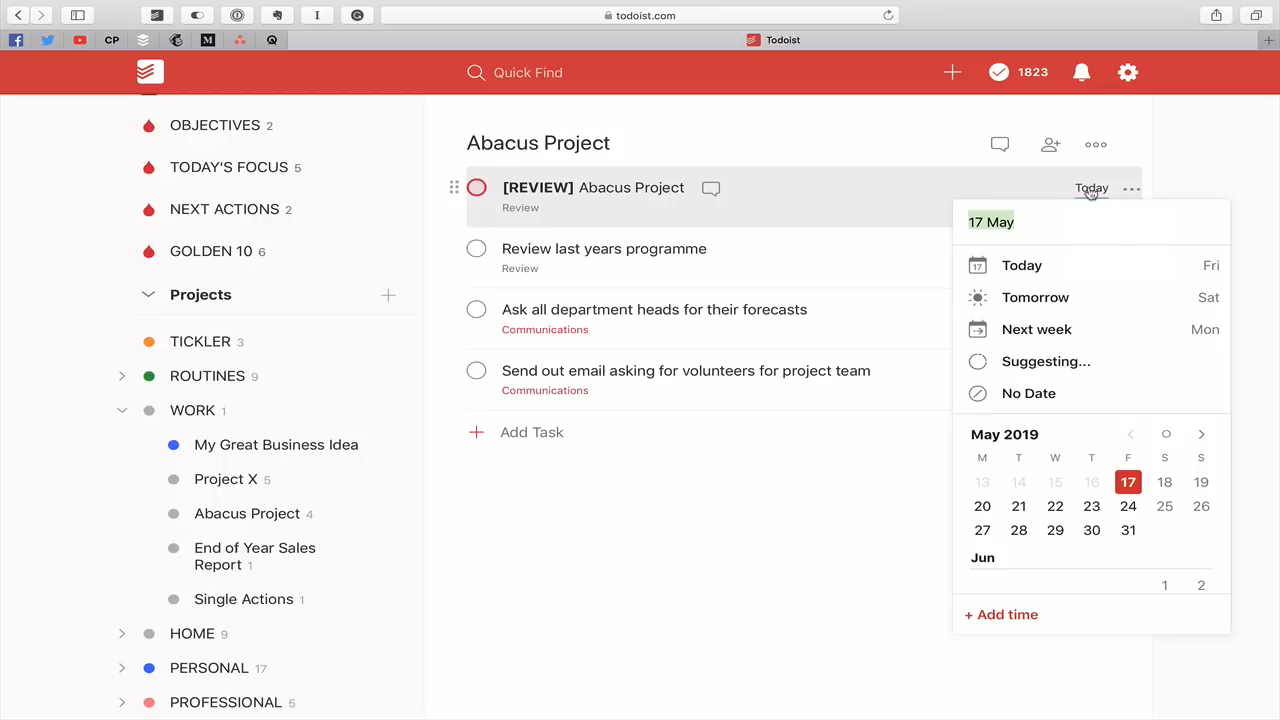 todoist.com
CP
M
Todoist
Quick Find
1823
OBJECTIVES 2
TODAY'S FOCUS 5
NEXT ACTIONS 2
GOLDEN 10 6
Projects
TICKLER 3
ROUTINES 9
WORK 1
My Great Business Idea
Project X 5
Abacus Project 4
End of Year Sales
Report 1
Single Actions 1
HOME 9
PERSONAL 17
PROFESSIONAL 5
Abacus Project
[REVIEW] Abacus Project
Today
Review
Review last years programme
Review
Ask all department heads for their forecasts
Communications
Send out email asking for volunteers for project team
Communications
Add Task
17 May
17 Today Fri
Tomorrow Sat
Next week Mon
Suggesting...
No Date
May 2019
M T W T F S S
13 14 15 16 17 18 19
20 21 22 23 24 25 26
27 28 29 30 31
Jun
1 2
+ Add time